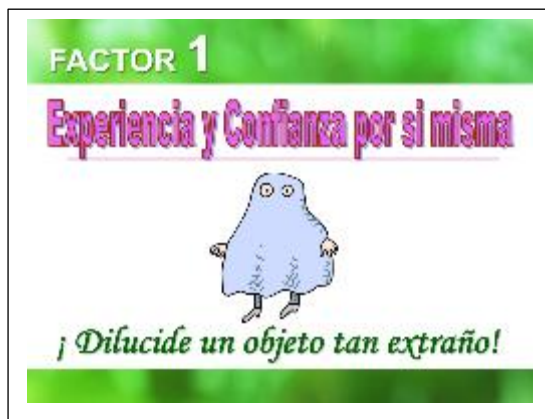 FACTOR 1
Experiencia y Confianza por si misma
¡ Dilucide un objeto tan extraño!